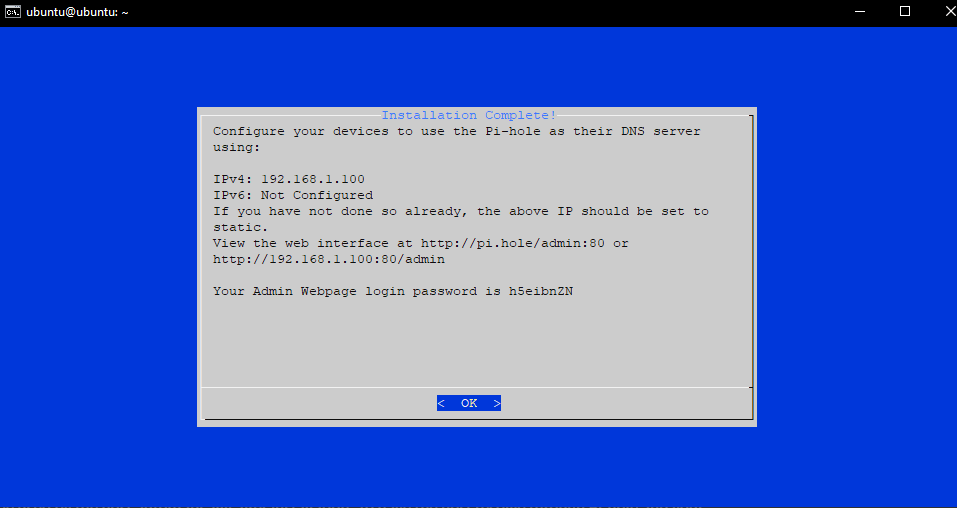 ubuntu@ubuntu: ~
Installation Complete!
Configure your devices to use the Pi-hole as their DNS server
using:
IPv4: 192.168.1.100
IPv6: Not Configured
If you have not done so already, the above IP should be set to
static.
View the web interface at http://pi.hole/admin:80 or
http://192.168.1.100:80/admin
Your Admin Webpage login password is h5eibnZN
< OK >